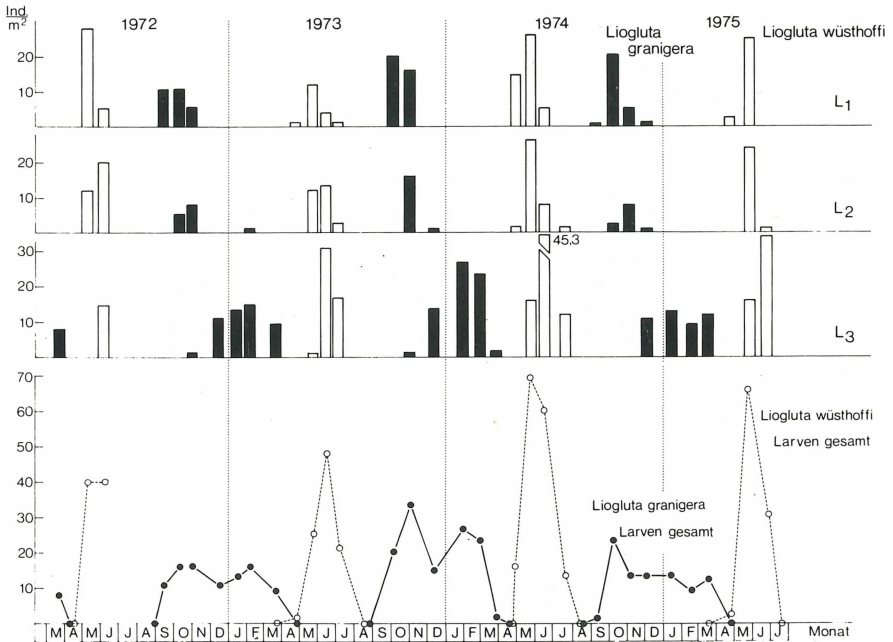 Ind
m²
1972
1973
1974
1975
Liogluta
granigera
Liogluta wüsthoffi
20
10
L1
20
10
L2
30
20
10
45.3
L3
70
60
50
40
30
20
10
Liogluta wüsthoffi
Larven gesamt
Liogluta granigera
Larven gesamt
M A M J J A S O N D J F M A M J J A S O N D J F M A M J J A S O N D J F M A M J J Monat